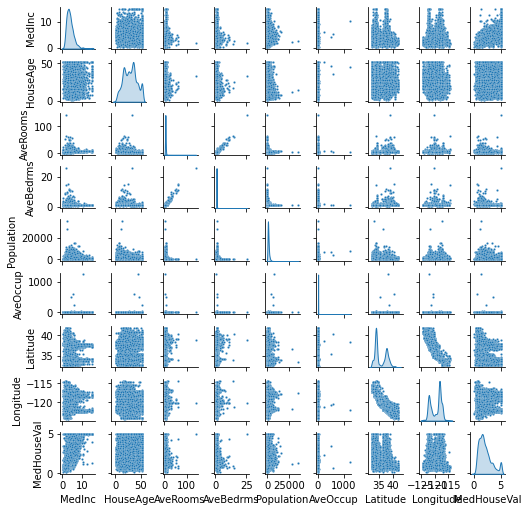 MedInc
10
0
HouseAge
50
0
AveRooms
100
0
AveBedrms
20
0
Population
20000
0
AveOccup
1000
0
Latitude
40
35
Longitude
−115
−120
MedHouseVal
5
0
0 10 0 50 0 100 0 25 0 25000 0 1000 35 40 −125 −120 −115 0 5
MedInc HouseAge AveRooms AveBedrms Population AveOccup Latitude Longitude MedHouseVal